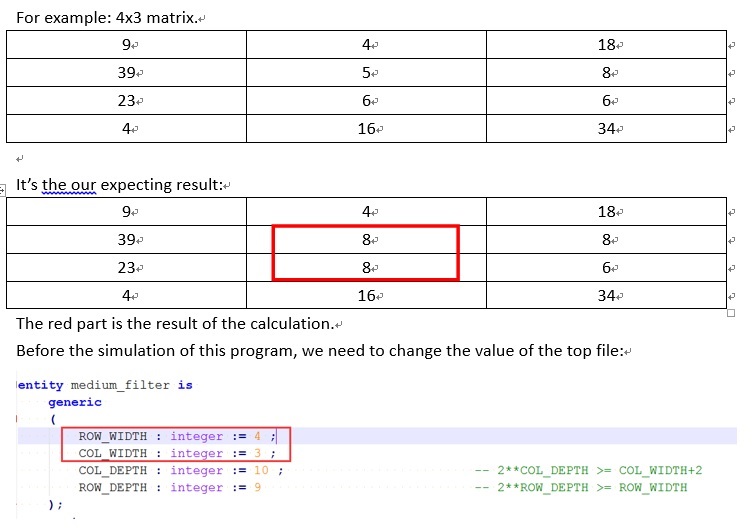 For example: 4x3 matrix.
9 4 18
39 5 8
23 6 6
4 16 34
It's the our expecting result:
9 4 18
39 8 8
23 8 6
4 16 34
The red part is the result of the calculation.
Before the simulation of this program, we need to change the value of the top file:
entity medium_filter is
generic
(
ROW_WIDTH : integer := 4 ;
COL_WIDTH : integer := 3 ;
COL_DEPTH : integer := 10 ; -- 2**COL_DEPTH >= COL_WIDTH+2
ROW_DEPTH : integer := 9 -- 2**ROW_DEPTH >= ROW_WIDTH
);